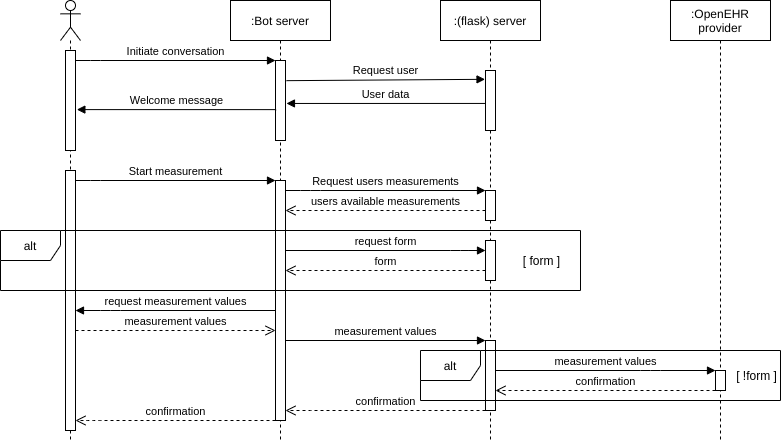 :Bot server
:(flask) server
:OpenEHR
provider
Initiate conversation
Request user
User data
Welcome message
Start measurement
Request users measurements
users available measurements
alt
request form
form
[ form ]
request measurement values
measurement values
measurement values
alt
measurement values
[ !form ]
confirmation
confirmation
confirmation